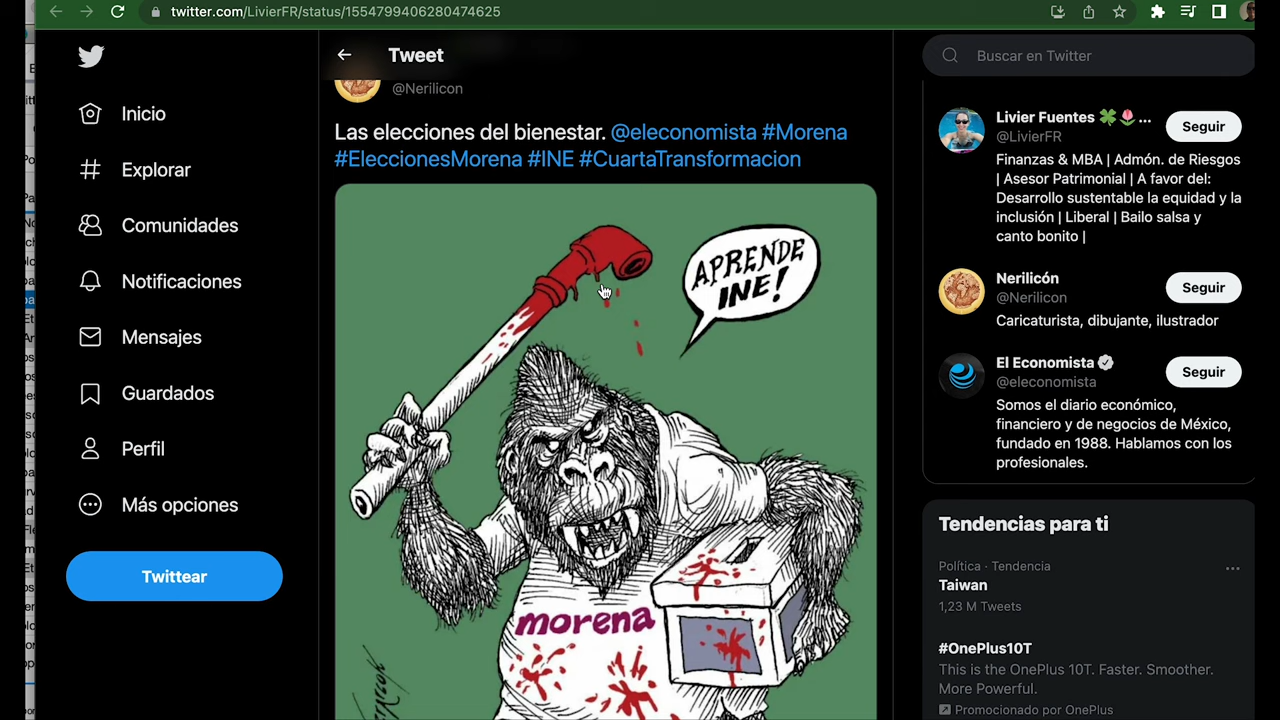 twitter.com/LivierFR/status/1554799406280474625
Tweet
Buscar en Twitter
Inicio
Explorar
Comunidades
Notificaciones
Mensajes
Guardados
Perfil
Más opciones
Twittear
@Nerilicon
Las elecciones del bienestar. @eleconomista #Morena
#EleccionesMorena #INE #CuartaTransformacion
APRENDE
INE!
morena
Livier Fuentes 🍀🌷...
@LivierFR
Seguir
Finanzas & MBA | Admón. de Riesgos
| Asesor Patrimonial | A favor del:
Desarrollo sustentable la equidad y la
inclusión | Liberal | Bailo salsa y
canto bonito |
Nerilicón
@Nerilicon
Seguir
Caricaturista, dibujante, ilustrador
El Economista
@eleconomista
Seguir
Somos el diario económico,
financiero y de negocios de México,
fundado en 1988. Hablamos con los
profesionales.
Tendencias para ti
Política · Tendencia
Taiwan
1,23 M Tweets
#OnePlus10T
This is the OnePlus 10T. Faster. Smoother.
More Powerful.
Promocionado por OnePlus